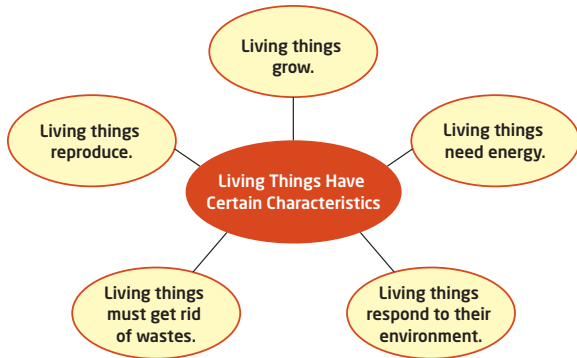 Living things
grow.
Living things
reproduce.
Living things
need energy.
Living Things Have
Certain Characteristics
Living things
must get rid
of wastes.
Living things
respond to their
environment.